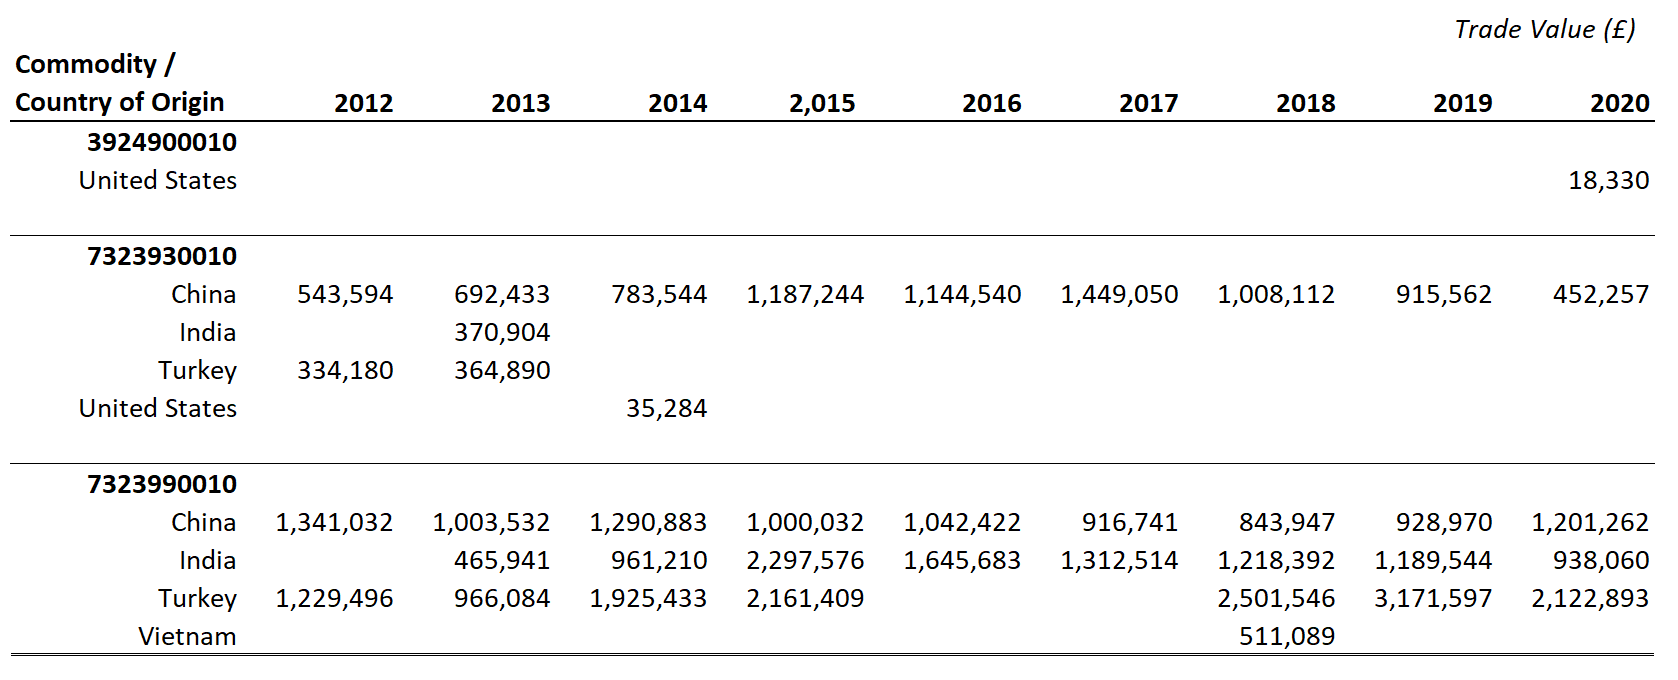 Trade Value (£)
Commodity /
Country of Origin 2012 2013 2014 2,015 2016 2017 2018 2019 2020
3924900010
United States 18,330
7323930010
China 543,594 692,433 783,544 1,187,244 1,144,540 1,449,050 1,008,112 915,562 452,257
India 370,904
Turkey 334,180 364,890
United States 35,284
7323990010
China 1,341,032 1,003,532 1,290,883 1,000,032 1,042,422 916,741 843,947 928,970 1,201,262
India 465,941 961,210 2,297,576 1,645,683 1,312,514 1,218,392 1,189,544 938,060
Turkey 1,229,496 966,084 1,925,433 2,161,409 2,501,546 3,171,597 2,122,893
Vietnam 511,089